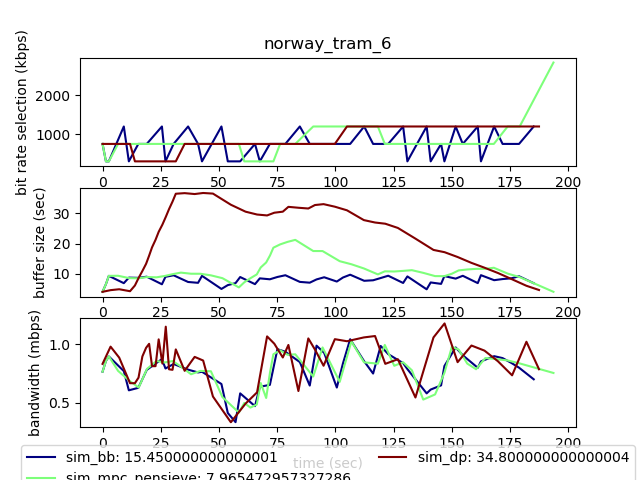 norway_tram_6
bit rate selection (kbps)
2000
1000
0 25 50 75 100 125 150 175 200
buffer size (sec)
30
20
10
0 25 50 75 100 125 150 175 200
bandwidth (mbps)
1.0
0.5
0 25 50 75 100 125 150 175 200
time (sec)
sim_bb: 15.450000000000001
sim_dp: 34.800000000000004
sim_mpc_pensieve: 7.965472957327286